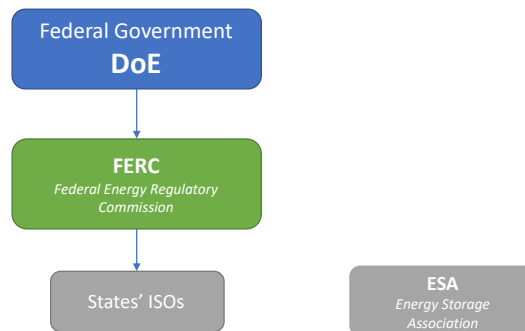 Federal Government
DoE
FERC
Federal Energy Regulatory
Commission
States’ ISOs
ESA
Energy Storage
Association